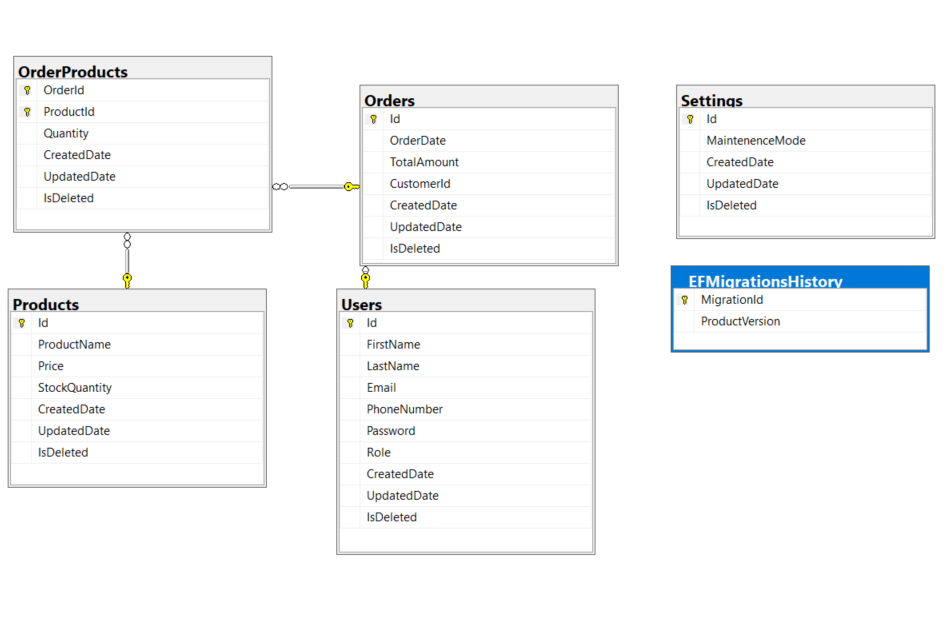 OrderProducts
OrderId
ProductId
Quantity
CreatedDate
UpdatedDate
IsDeleted
Orders
Id
OrderDate
TotalAmount
CustomerId
CreatedDate
UpdatedDate
IsDeleted
Settings
Id
MaintenenceMode
CreatedDate
UpdatedDate
IsDeleted
Products
Id
ProductName
Price
StockQuantity
CreatedDate
UpdatedDate
IsDeleted
Users
Id
FirstName
LastName
Email
PhoneNumber
Password
Role
CreatedDate
UpdatedDate
IsDeleted
EFMigrationsHistory
MigrationId
ProductVersion